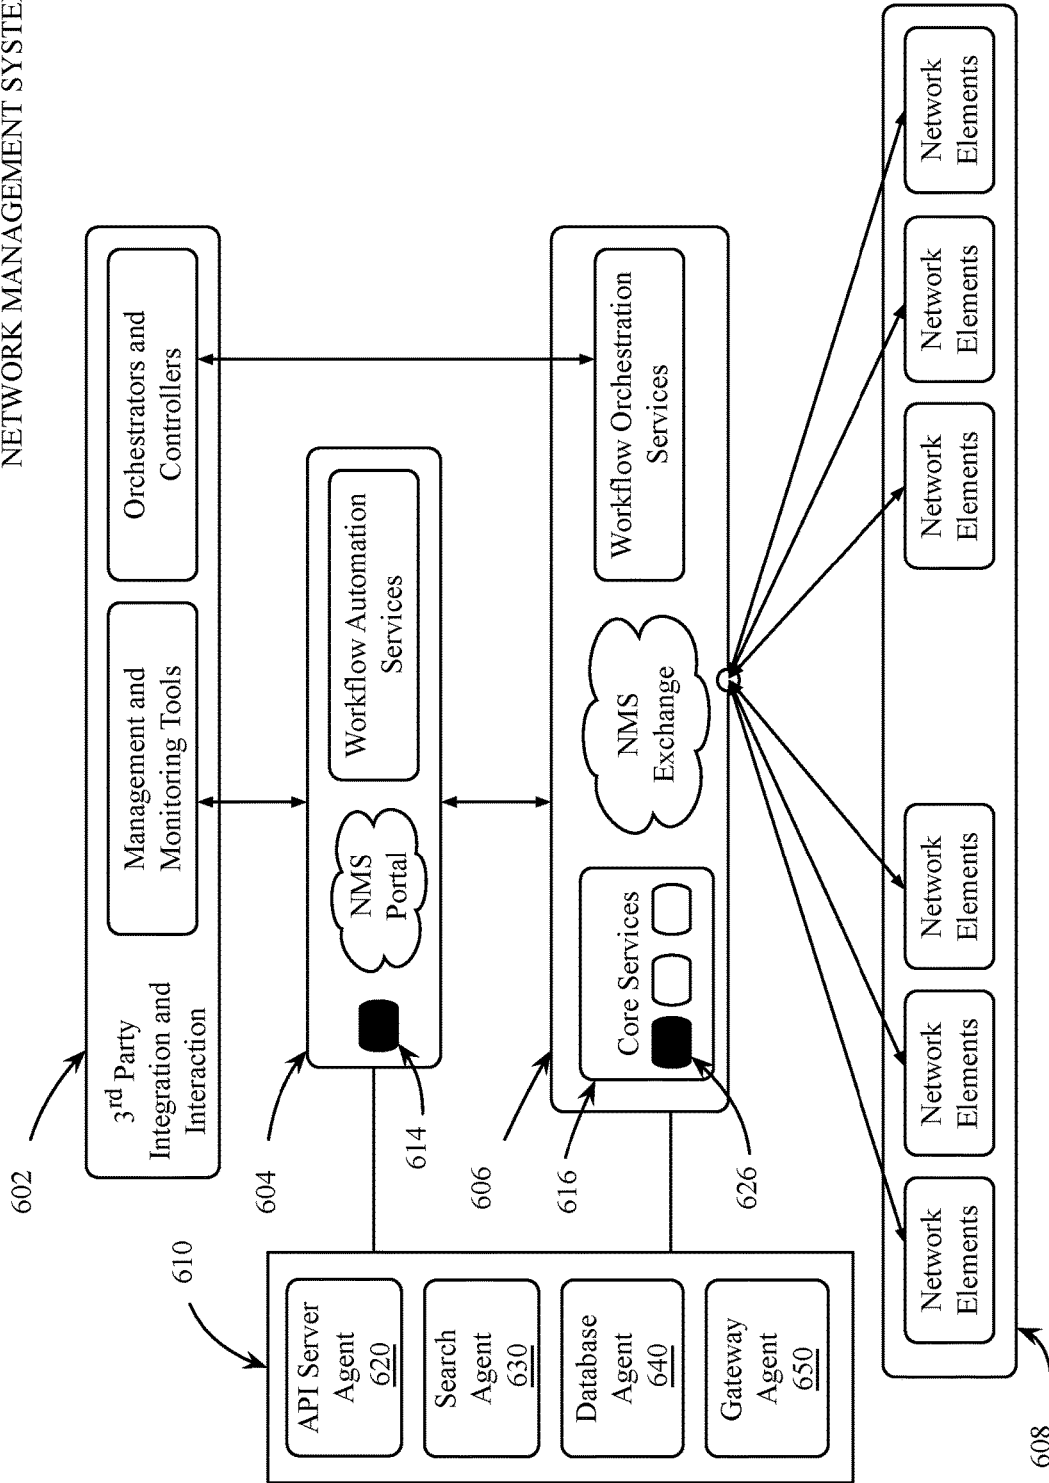 NETWORK MANAGEMENT SYSTE
602
3rd Party
Integration and
Interaction
Management and
Monitoring Tools
Orchestrators and
Controllers
604
614
NMS
Portal
Workflow Automation
Services
606
616
626
Core Services
NMS
Exchange
Workflow Orchestration
Services
610
API Server
Agent
620
Search
Agent
630
Database
Agent
640
Gateway
Agent
650
608
Network
Elements
Network
Elements
Network
Elements
Network
Elements
Network
Elements
Network
Elements